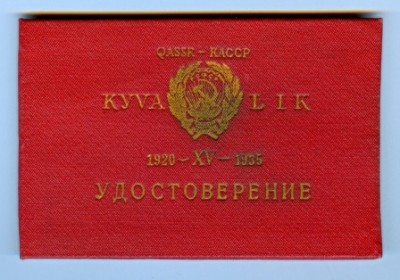 QASSR - КАССР
KYVA LIK
1920 - XV - 1935
УДОСТОВЕРЕНИЕ